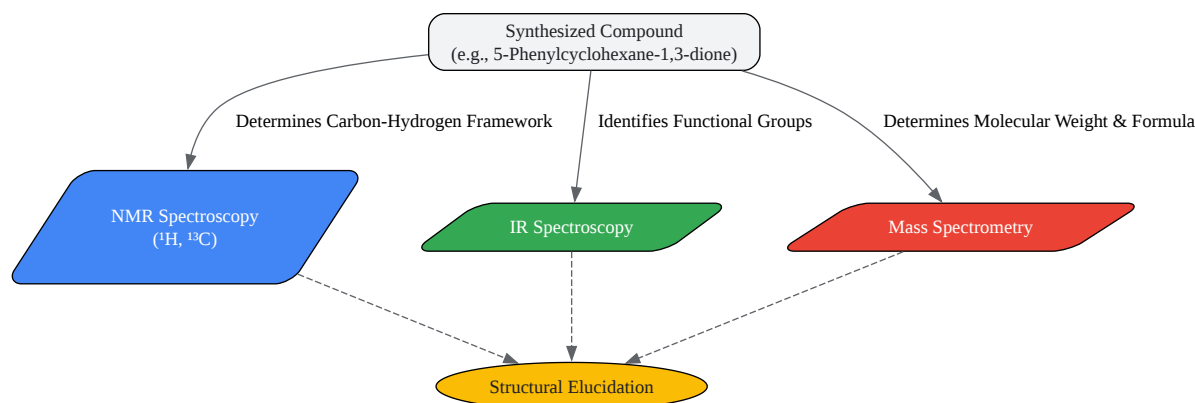 Synthesized Compound
(e.g., 5-Phenylcyclohexane-1,3-dione)
Determines Carbon-Hydrogen Framework
Identifies Functional Groups
Determines Molecular Weight & Formula
NMR Spectroscopy
(¹H, ¹³C)
IR Spectroscopy
Mass Spectrometry
Structural Elucidation